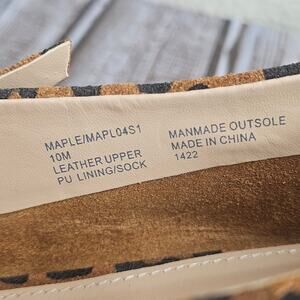 MAPLE/MAPL04S1
10M
LEATHER UPPER
PU LINING/SOCK
MANMADE OUTSOLE
MADE IN CHINA
1422